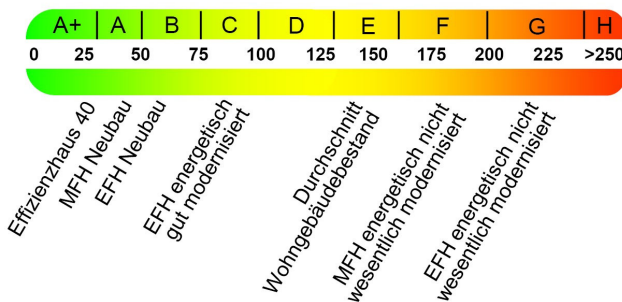 A+ A B C D E F G H
0 25 50 75 100 125 150 175 200 225 >250
Effizienzhaus 40
MFH Neubau
EFH Neubau
EFH energetisch
gut modernisiert
Durchschnitt
Wohngebäudebestand
MFH energetisch nicht
wesentlich modernisiert
EFH energetisch nicht
wesentlich modernisiert